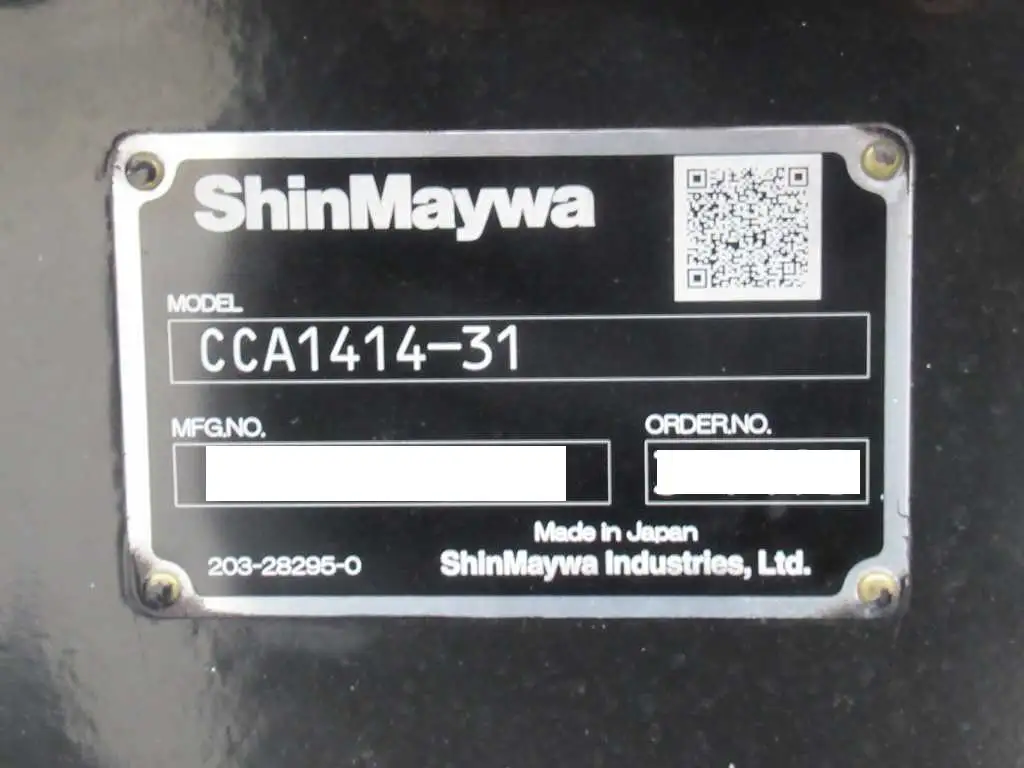 ShinMaywa
MODEL
CCA1414-31
MFG.NO.
ORDER.NO.
Made in Japan
203-28295-0
ShinMaywa Industries, Ltd.